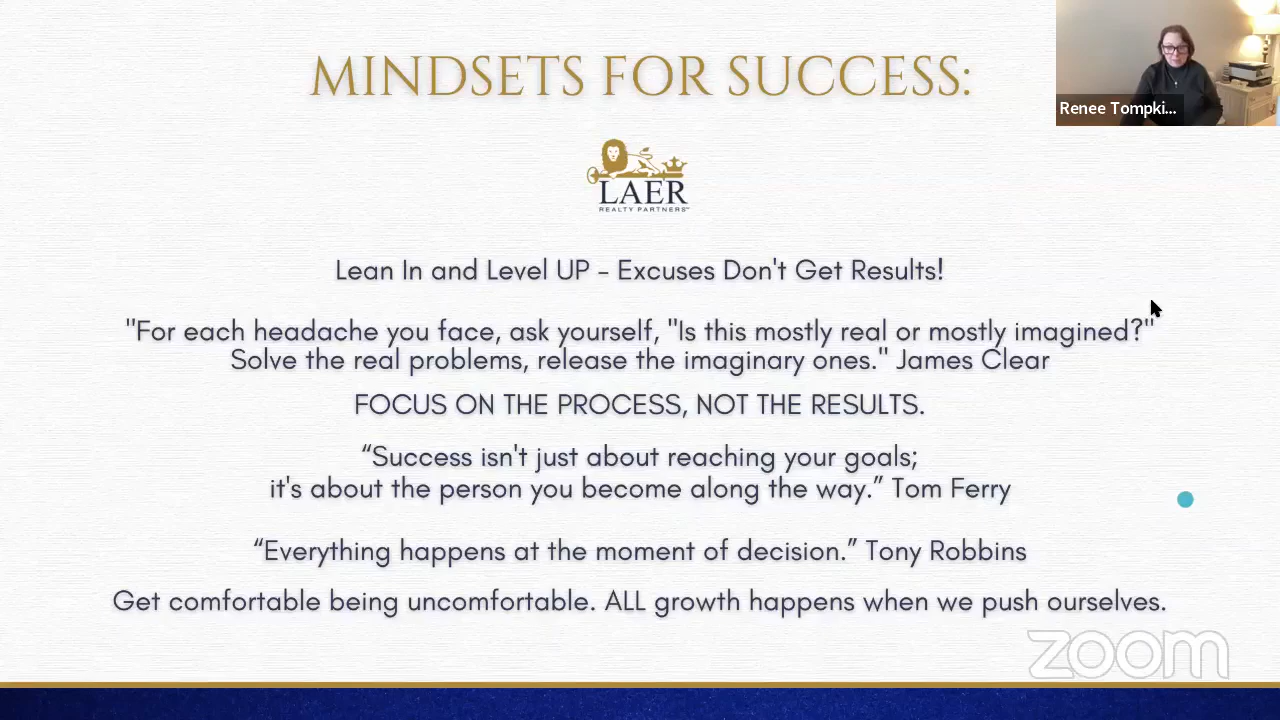 MINDSETS FOR SUCCESS:
Renee Tompki...
LAER
REALTY PARTNERS™
Lean In and Level UP - Excuses Don't Get Results!
"For each headache you face, ask yourself, "Is this mostly real or mostly imagined?"
Solve the real problems, release the imaginary ones." James Clear
FOCUS ON THE PROCESS, NOT THE RESULTS.
“Success isn't just about reaching your goals;
it's about the person you become along the way.” Tom Ferry
“Everything happens at the moment of decision.” Tony Robbins
Get comfortable being uncomfortable. ALL growth happens when we push ourselves.
zoom